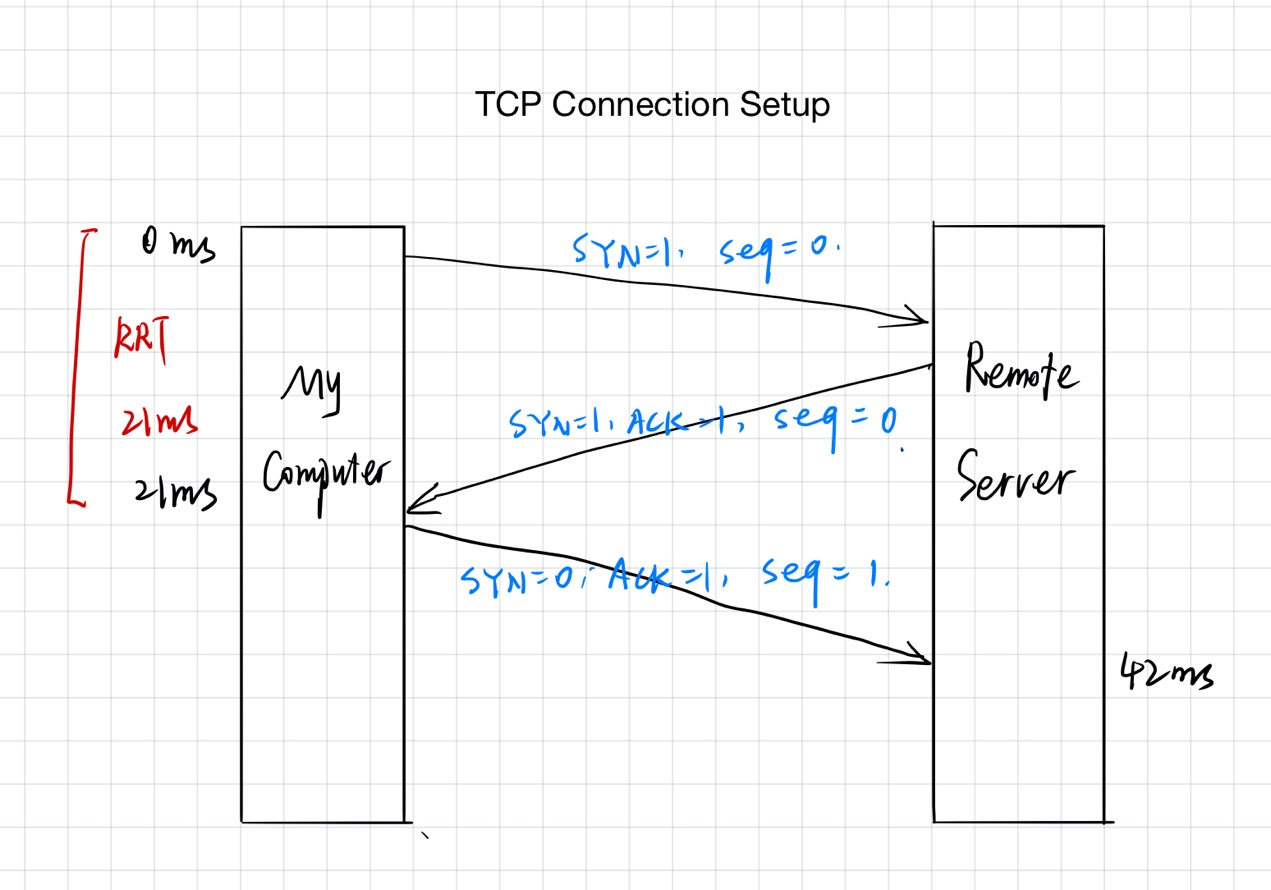 TCP Connection Setup
0 ms
SYN=1, seq=0.
RRT
My
Remote
21ms
SYN=1, ACK=1, seq=0.
Computer
Server
21ms
SYN=0, ACK=1, seq=1.
42ms